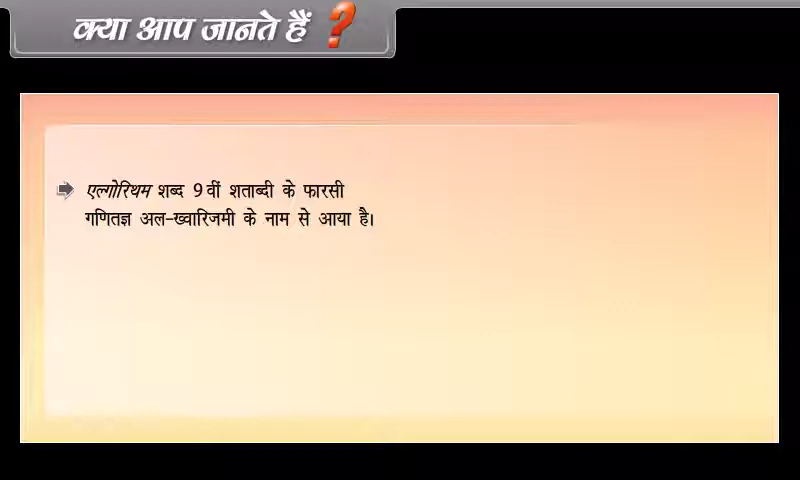 क्या आप जानते हैं ?
एल्गोरिथम शब्द 9वीं शताब्दी के फारसी
गणितज्ञ अल-ख्वारिजमी के नाम से आया है।